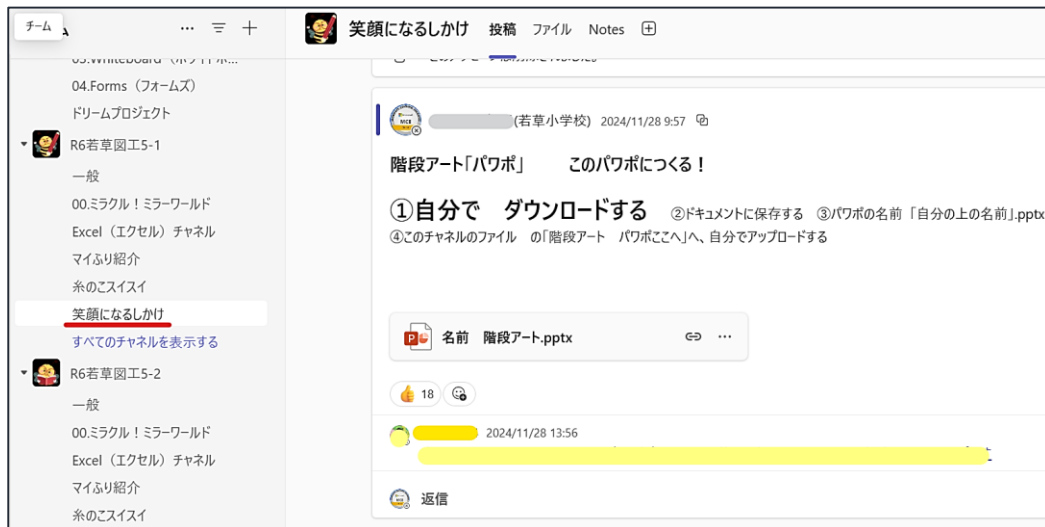 チーム
笑顔になるしかけ 投稿 ファイル Notes
04.Forms（フォームズ）
ドリームプロジェクト
R6若草図工5-1
一般
00.ミラクル！ミラーワールド
Excel（エクセル）チャネル
マイふり紹介
糸のこスイスイ
笑顔になるしかけ
すべてのチャネルを表示する
R6若草図工5-2
一般
00.ミラクル！ミラーワールド
Excel（エクセル）チャネル
マイふり紹介
糸のこスイスイ
(若草小学校) 2024/11/28 9:57
階段アート「パワポ」　　このパワポにつくる！
①自分で　ダウンロードする　②ドキュメントに保存する　③パワポの名前「自分の上の名前」.pptx
④このチャネルのファイル　の「階段アート　パワポここへ」へ、自分でアップロードする
名前　階段アート.pptx
18
2024/11/28 13:56
返信